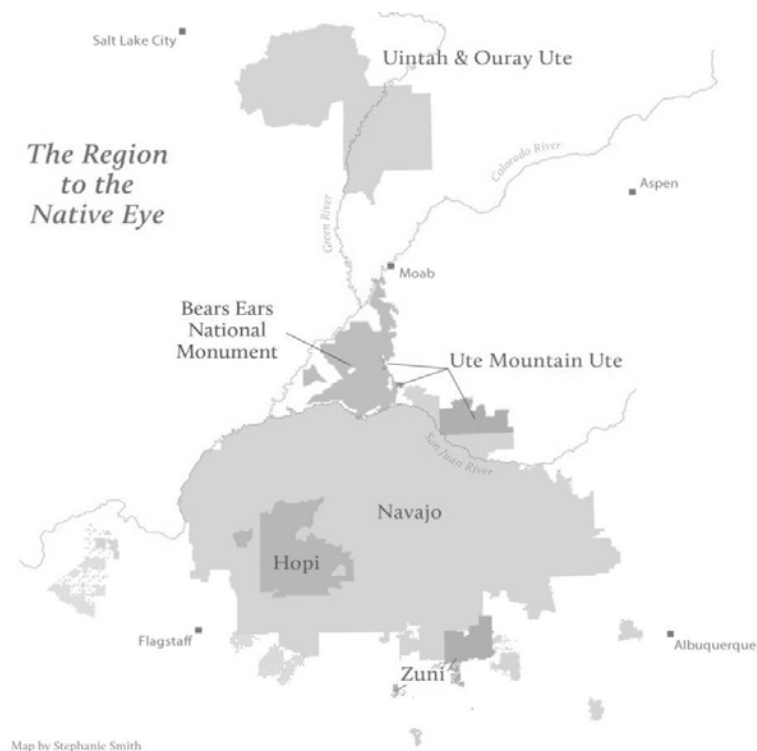 Salt Lake City
Uintah & Ouray Ute
The Region
to the
Native Eye
Colorado River
Aspen
Green River
Moab
Bears Ears
National
Monument
Ute Mountain Ute
San Juan River
Navajo
Hopi
Flagstaff
Albuquerque
Zuni
Map by Stephanie Smith